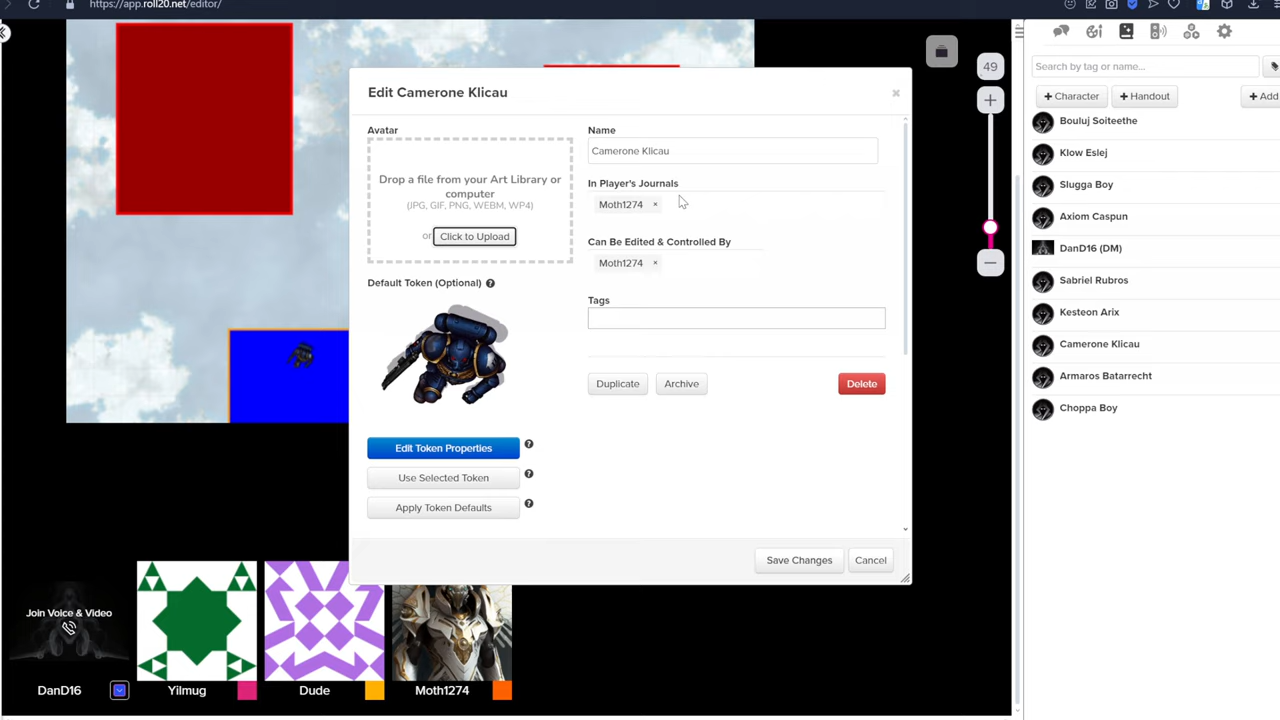 https://app.roll20.net/editor/
49
Edit Camerone Klicau
×
Avatar
Drop a file from your Art Library or
computer
(JPG, GIF, PNG, WEBM, WP4)
or Click to Upload
Default Token (Optional) ?
Edit Token Properties ?
Use Selected Token ?
Apply Token Defaults ?
Name
Camerone Klicau
In Player's Journals
Moth1274 ×
Can Be Edited & Controlled By
Moth1274 ×
Tags
Duplicate Archive Delete
Save Changes Cancel
Search by tag or name...
+ Character + Handout + Add
Bouluj Soiteethe
Klow Eslej
Slugga Boy
Axiom Caspun
DanD16 (DM)
Sabriel Rubros
Kesteon Arix
Camerone Klicau
Armaros Batarrecht
Choppa Boy
Join Voice & Video
DanD16
Yilmug
Dude
Moth1274